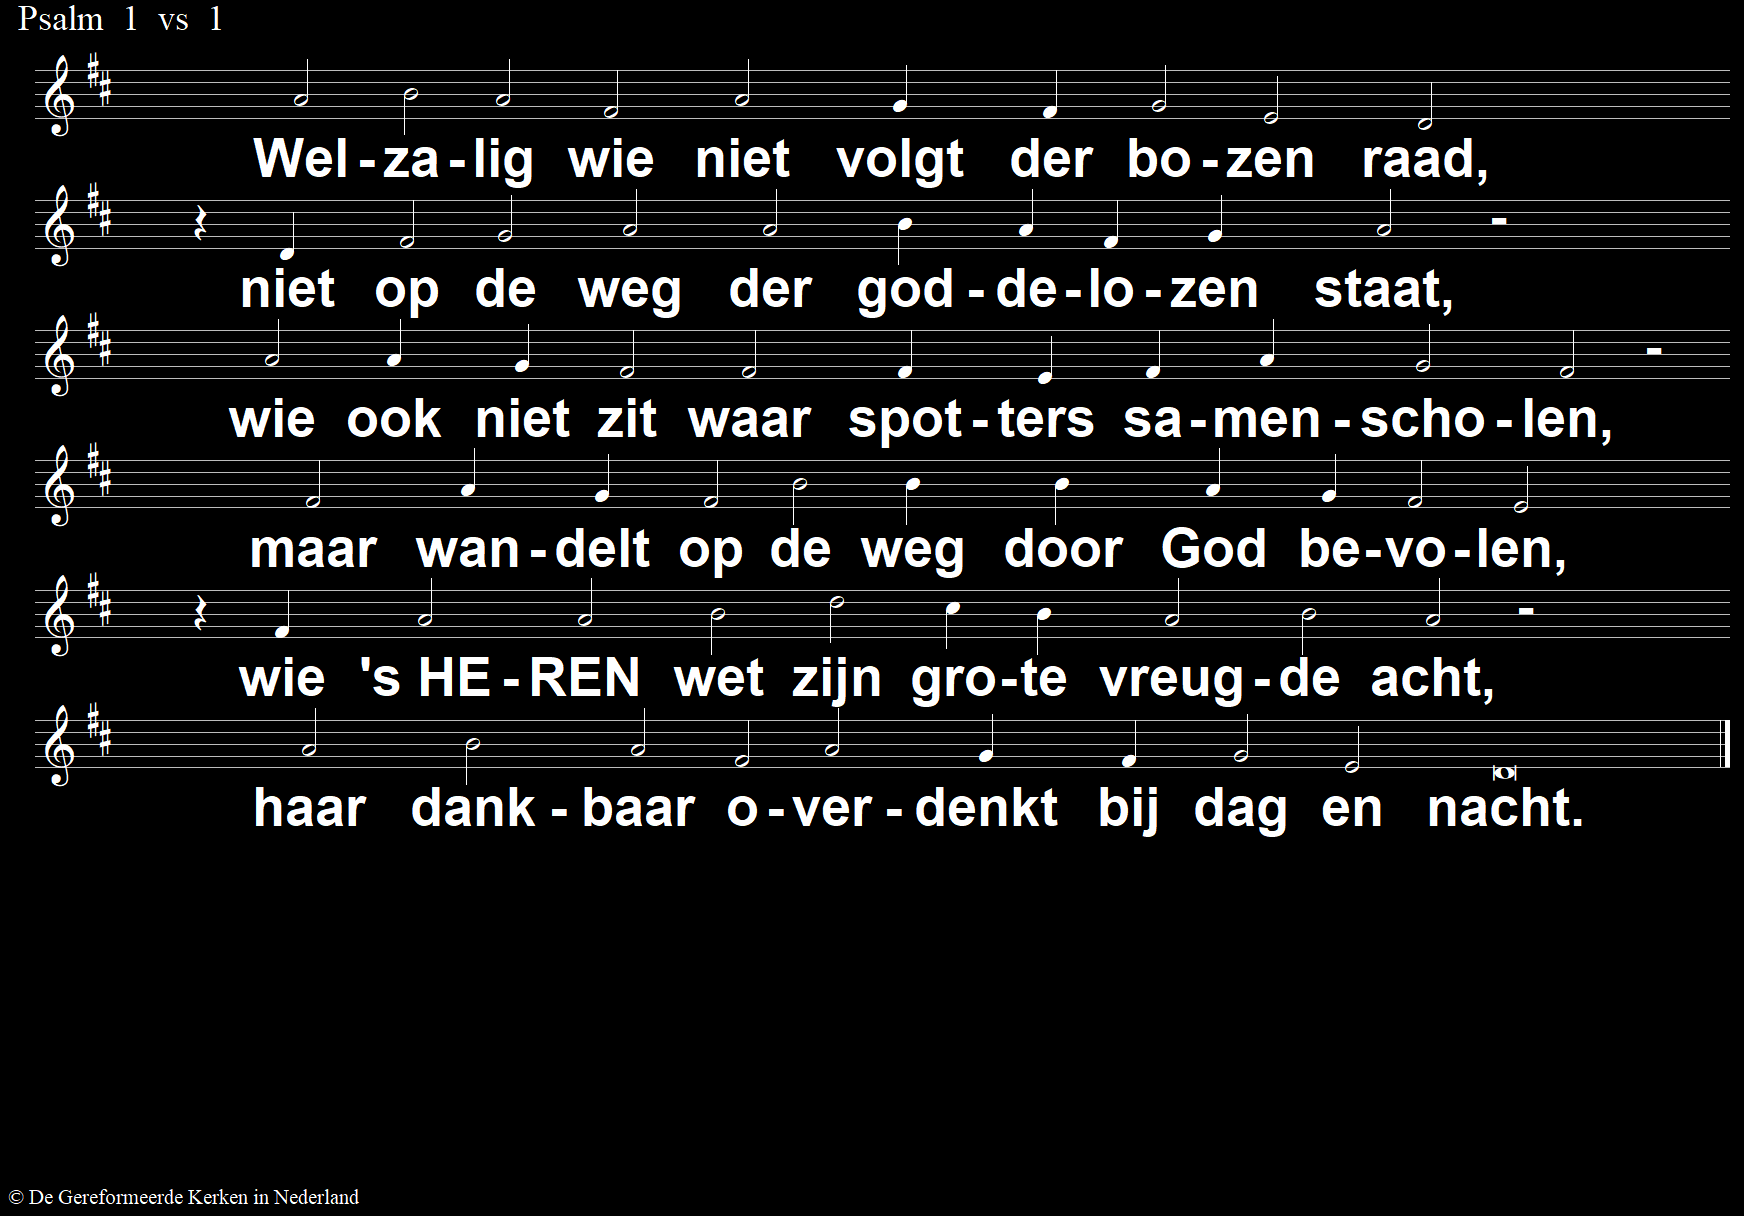 Psalm 1 vs 1
Wel-za-lig wie niet volgt der bo-zen raad,
niet op de weg der god-de-lo-zen staat,
wie ook niet zit waar spot-ters sa-men-scho-len,
maar wan-delt op de weg door God be-vo-len,
wie 's HE-REN wet zijn gro-te vreug-de acht,
haar dank-baar o-ver-denkt bij dag en nacht.
© De Gereformeerde Kerken in Nederland